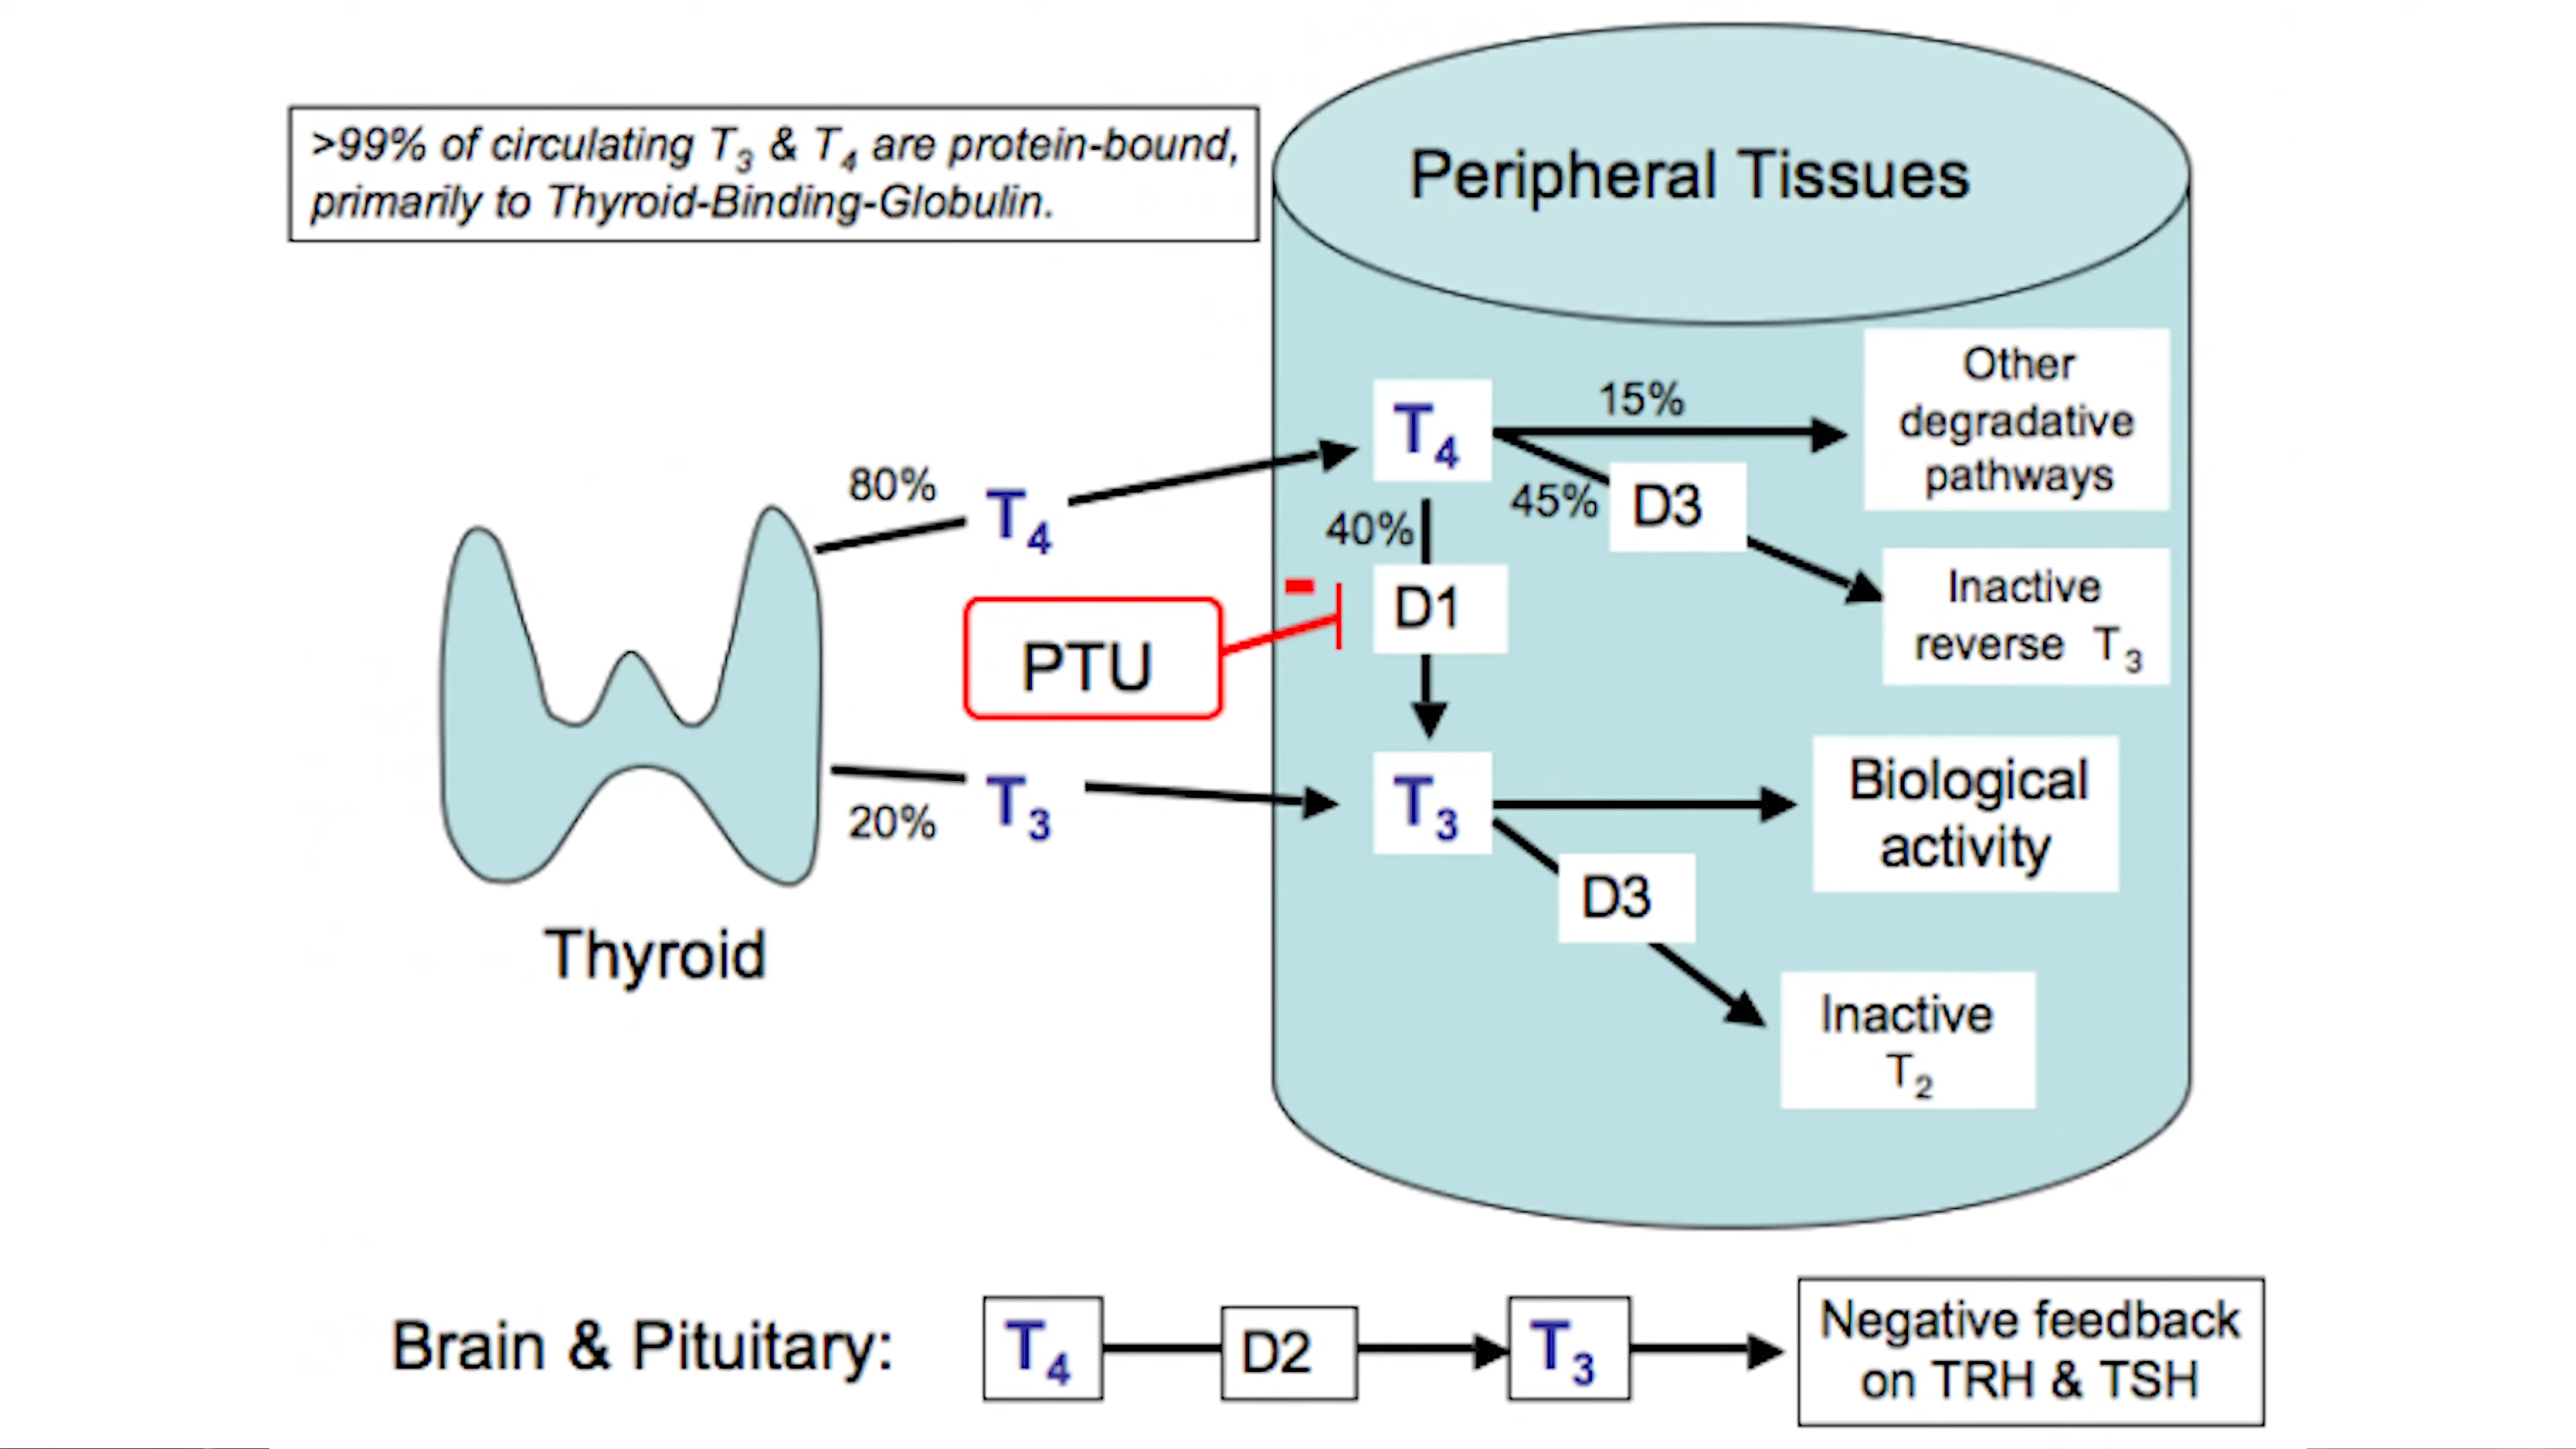 >99% of circulating T3 & T4 are protein-bound,
primarily to Thyroid-Binding-Globulin.
Peripheral Tissues
Other
degradative
pathways
15%
T4
80%
T4
45%
D3
40%
Inactive
reverse T3
D1
PTU
T3
Biological
activity
20%
T3
D3
Thyroid
Inactive
T2
Brain & Pituitary:
T4
D2
T3
Negative feedback
on TRH & TSH